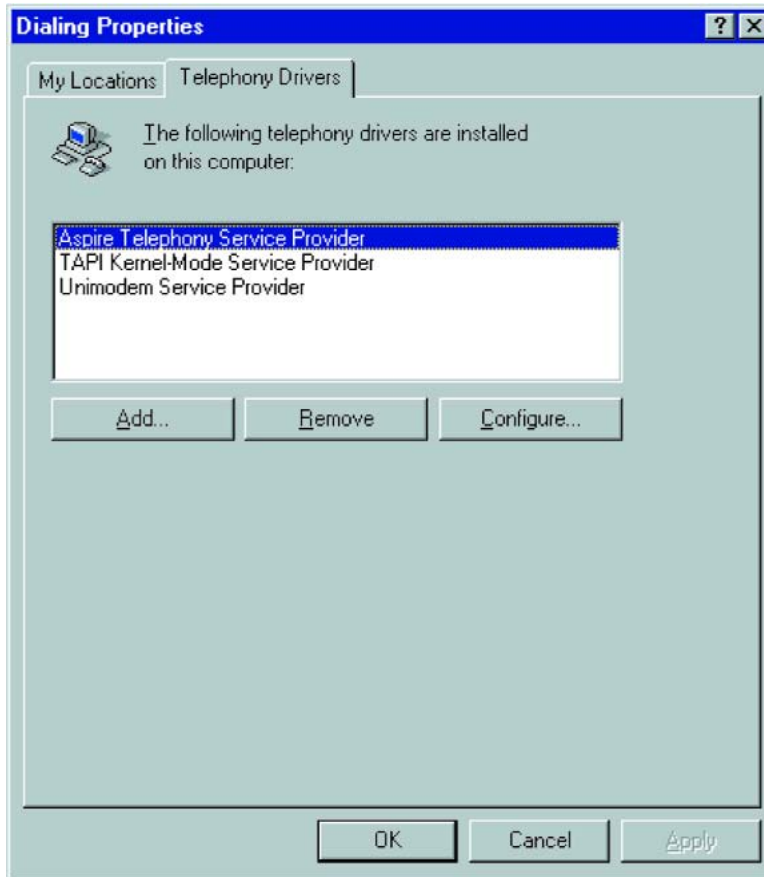 Dialing Properties
My Locations
Telephony Drivers
The following telephony drivers are installed
on this computer:
Aspire Telephony Service Provider
TAPI Kernel-Mode Service Provider
Unimodem Service Provider
Add...
Remove
Configure...
OK
Cancel
Apply